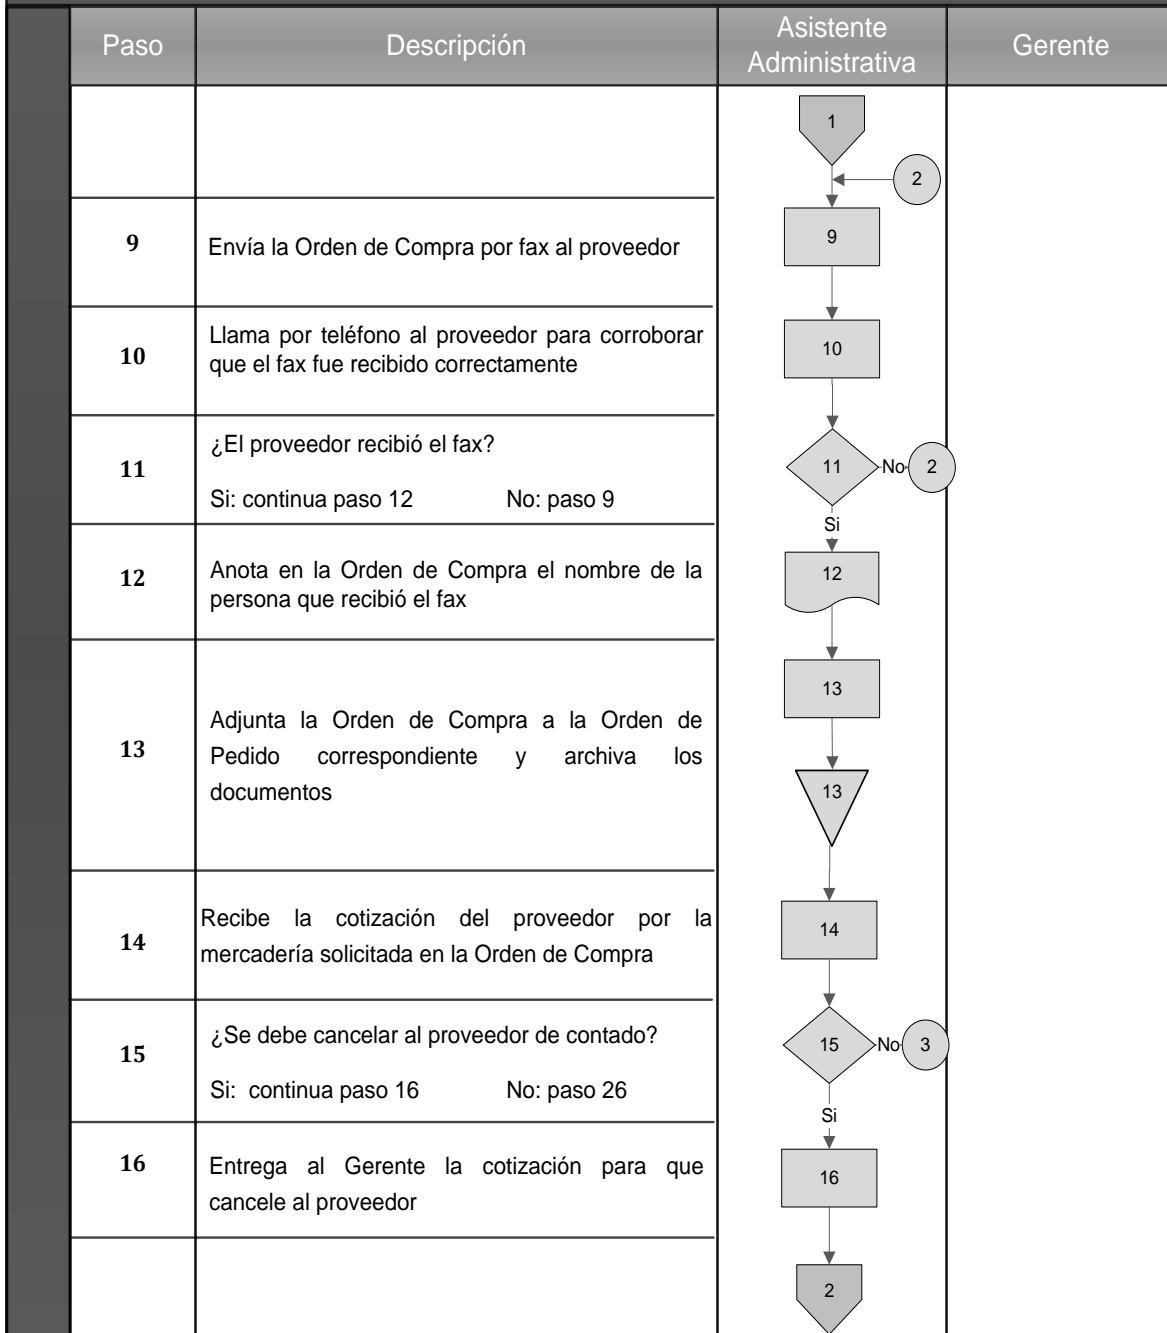 Paso
Descripción
Asistente
Administrativa
Gerente
1
2
9
Envía la Orden de Compra por fax al proveedor
9
10
Llama por teléfono al proveedor para corroborar
que el fax fue recibido correctamente
10
11
¿El proveedor recibió el fax?
Si: continua paso 12 No: paso 9
11
No
2
Si
12
Anota en la Orden de Compra el nombre de la
persona que recibió el fax
12
13
Adjunta la Orden de Compra a la Orden de
Pedido correspondiente y archiva los
documentos
13
13
14
Recibe la cotización del proveedor por la
mercadería solicitada en la Orden de Compra
14
15
¿Se debe cancelar al proveedor de contado?
Si: continua paso 16 No: paso 26
15
No
3
Si
16
Entrega al Gerente la cotización para que
cancele al proveedor
16
2